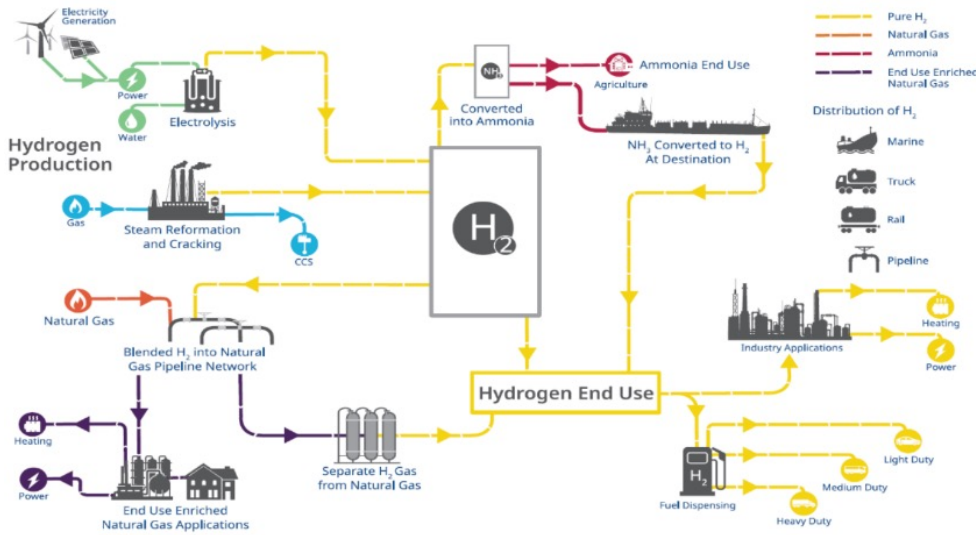 Electricity
Generation
Power
Water
Electrolysis
Hydrogen
Production
Gas
Steam Reformation
and Cracking
CCS
Natural Gas
Blended H₂ into Natural
Gas Pipeline Network
Heating
Power
End Use Enriched
Natural Gas Applications
Separate H₂ Gas
from Natural Gas
H₂
NH₃
Converted
into Ammonia
Ammonia End Use
Agriculture
NH₃ Converted to H₂
At Destination
Hydrogen End Use
Industry Applications
Heating
Power
H₂
Fuel Dispensing
Light Duty
Medium Duty
Heavy Duty
Pure H₂
Natural Gas
Ammonia
End Use Enriched
Natural Gas
Distribution of H₂
Marine
Truck
Rail
Pipeline